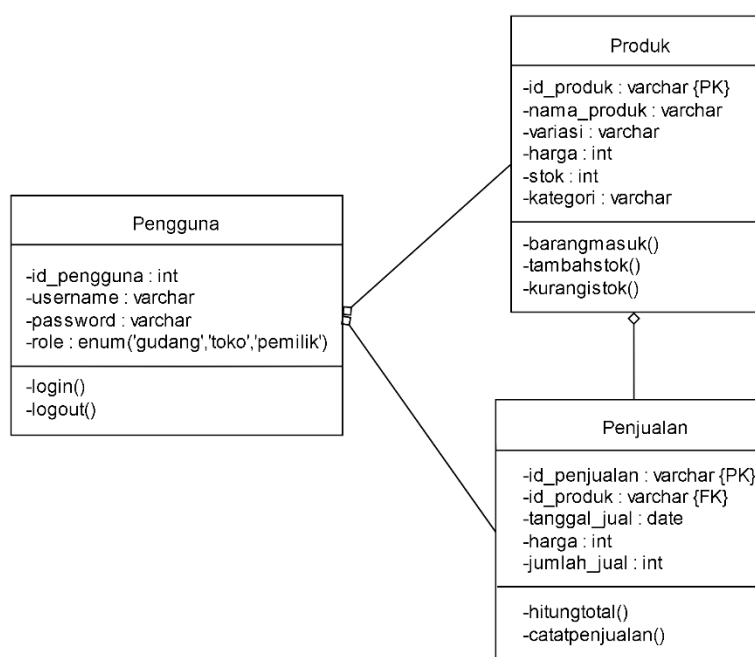 Produk
-id_produk : varchar {PK}
-nama_produk : varchar
-variasi : varchar
-harga : int
-stok : int
-kategori : varchar
-barangmasuk()
-tambahstok()
-kurangistok()
Pengguna
-id_pengguna : int
-username : varchar
-password : varchar
-role : enum('gudang','toko','pemilik')
-login()
-logout()
Penjualan
-id_penjualan : varchar {PK}
-id_produk : varchar {FK}
-tanggal_jual : date
-harga : int
-jumlah_jual : int
-hitungtotal()
-catatpenjualan()